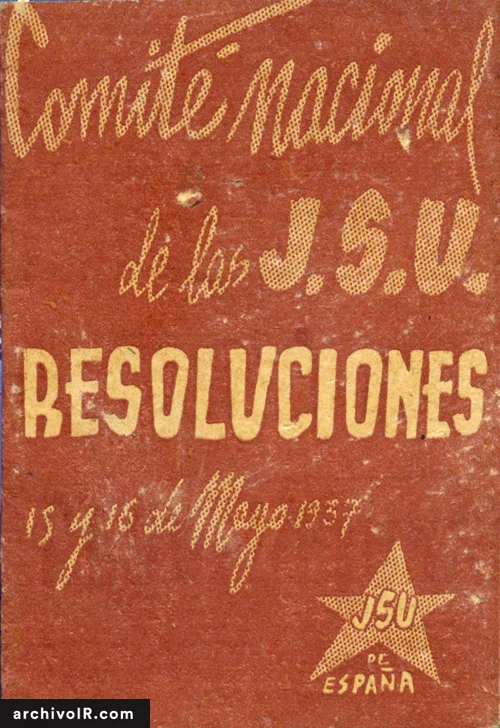 Comité nacional
de las J.S.U.
RESOLUCIONES
15 y 16 de Mayo 1937
JSU
DE
ESPAÑA
archivoIR.com